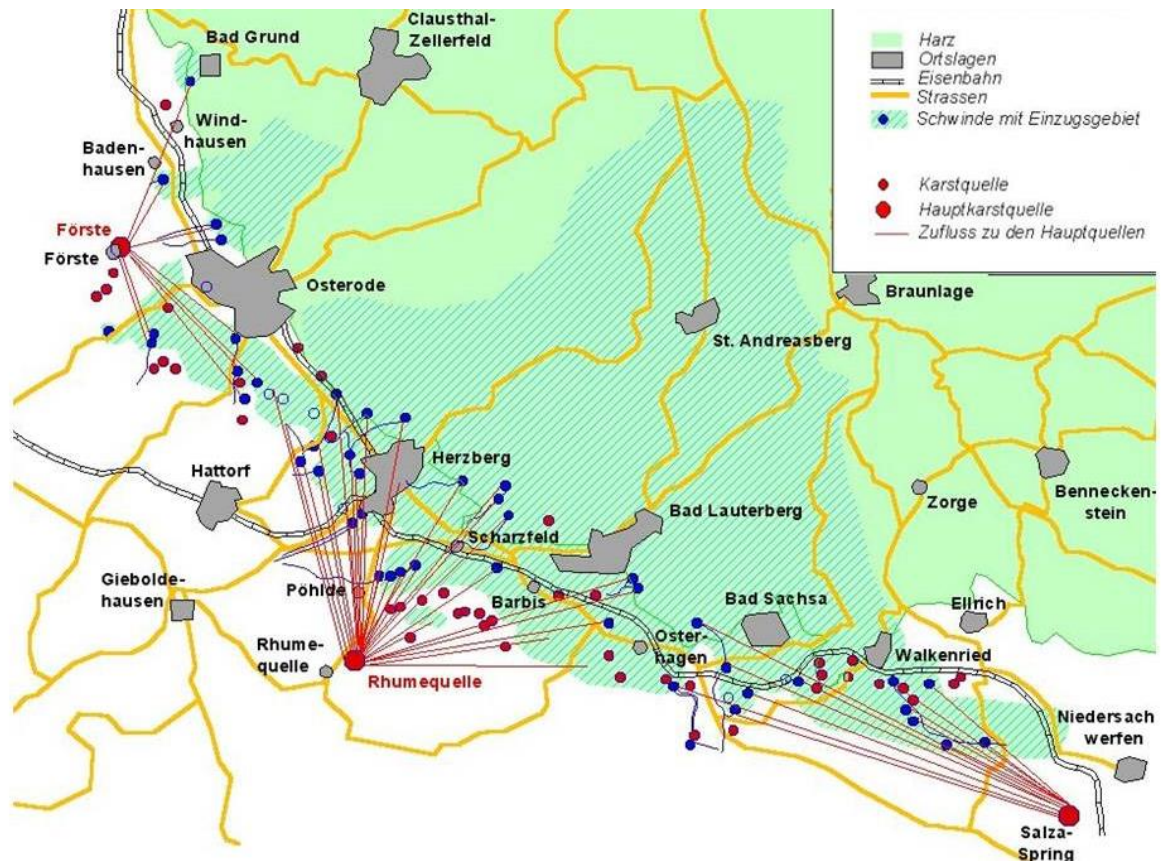 Clausthal-
Zellerfeld
Bad Grund
Wind-
hausen
Baden-
hausen
Förste
Förste
Osterode
Harz
Ortslagen
Eisenbahn
Strassen
Schwinde mit Einzugsgebiet
Karstquelle
Hauptkarstquelle
Zufluss zu den Hauptquellen
Braunlage
St. Andreasberg
Hattorf
Herzberg
Bad Lauterberg
Zorge
Bennecken-
stein
Scharzfeld
Giebolde-
hausen
Pöhlde
Barbis
Bad Sachsa
Ellrich
Rhume-
quelle
Rhumequelle
Oster-
hagen
Walkenried
Niedersach
werfen
Salza-
Spring